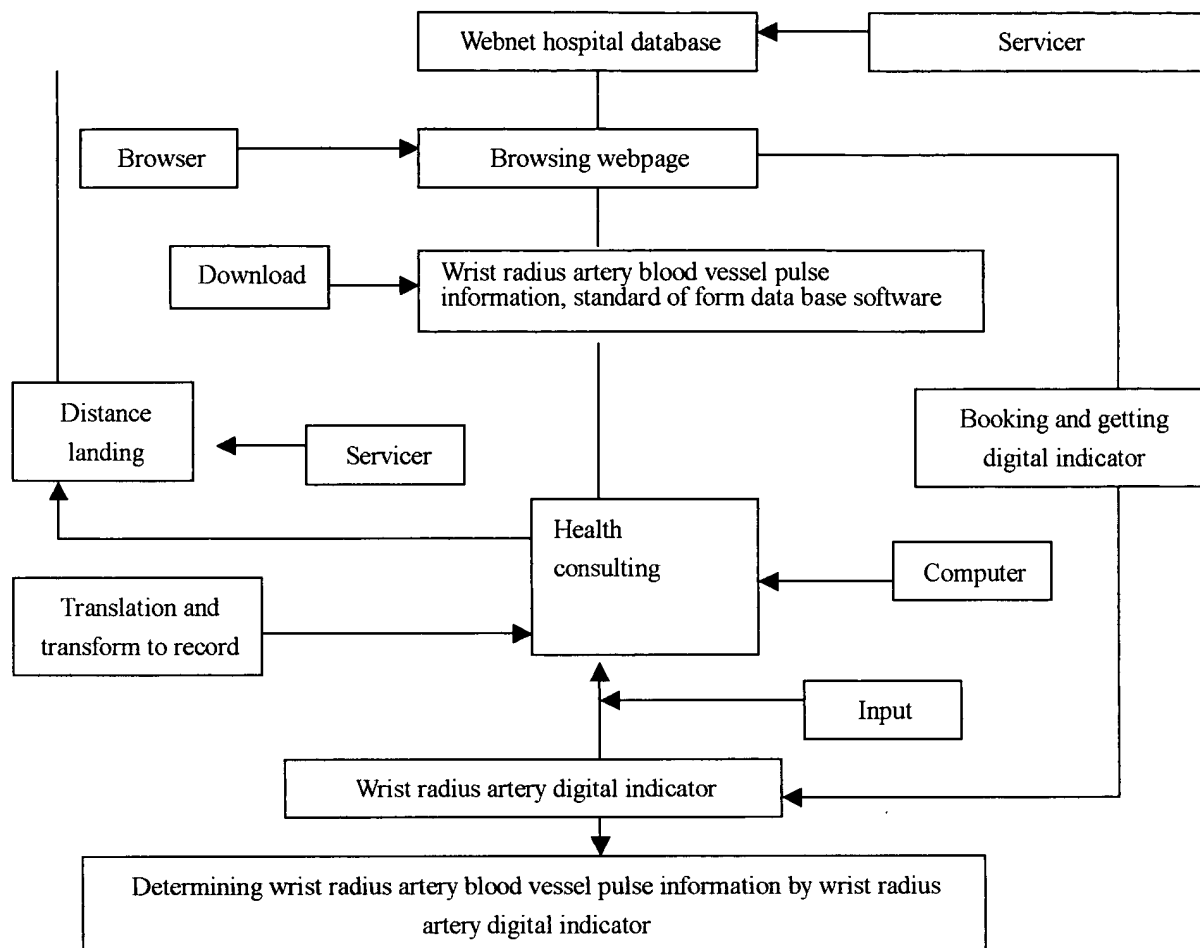 Webnet hospital database
Servicer
Browser
Browsing webpage
Download
Wrist radius artery blood vessel pulse
information, standard of form data base software
Distance
landing
Servicer
Booking and getting
digital indicator
Health
consulting
Computer
Translation and
transform to record
Input
Wrist radius artery digital indicator
Determining wrist radius artery blood vessel pulse information by wrist radius
artery digital indicator